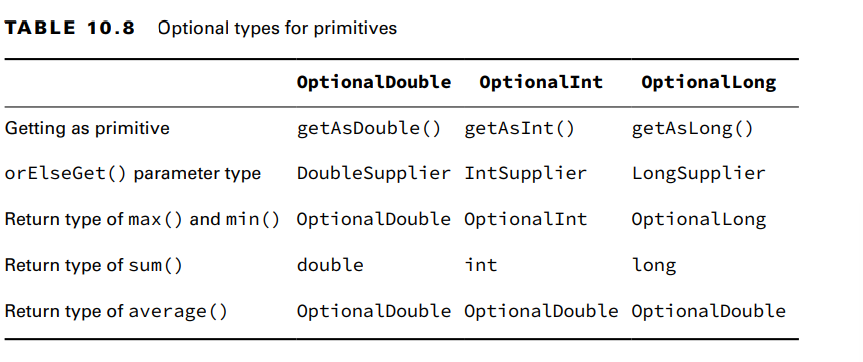 TABLE 10.8 Optional types for primitives
OptionalDouble OptionalInt OptionalLong
Getting as primitive getAsDouble() getAsInt() getAsLong()
orElseGet() parameter type DoubleSupplier IntSupplier LongSupplier
Return type of max() and min() OptionalDouble OptionalInt OptionalLong
Return type of sum() double int long
Return type of average() OptionalDouble OptionalDouble OptionalDouble